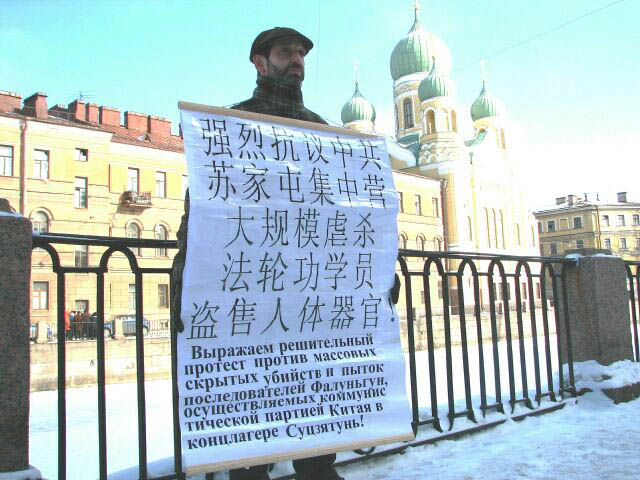 强烈抗议中共
苏家屯集中营
大规模虐杀
法轮功学员
盗售人体器官!
Выражаем решительный
протест против массовых
скрытых убийств и пыток
последователей Фалуньгун,
осуществляемых коммунис
тической партией Китая в
концлагере Суцзятунь!